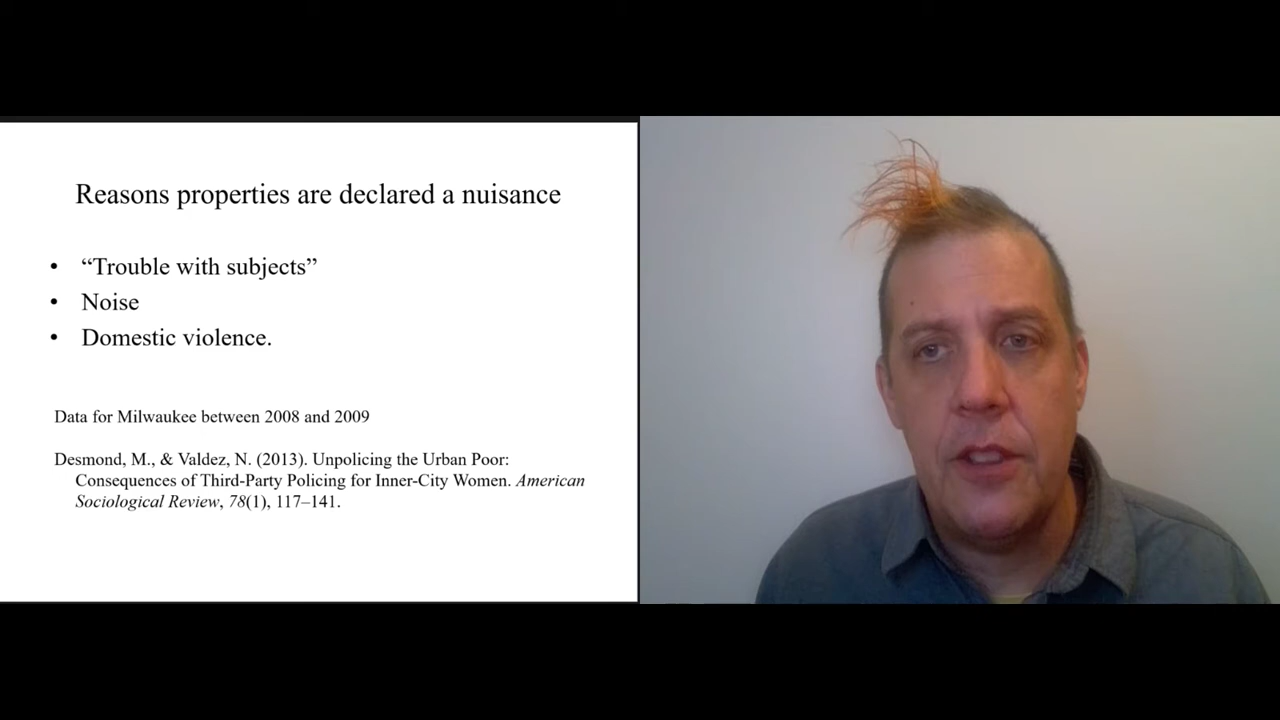 Reasons properties are declared a nuisance
• “Trouble with subjects”
• Noise
• Domestic violence.
Data for Milwaukee between 2008 and 2009
Desmond, M., & Valdez, N. (2013). Unpolicing the Urban Poor:
Consequences of Third-Party Policing for Inner-City Women. American
Sociological Review, 78(1), 117–141.